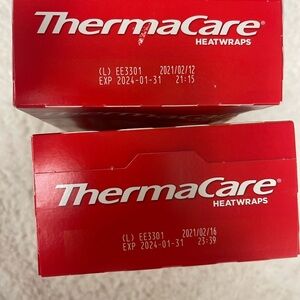 ThermaCare®
HEATWRAPS
(L) EE3301 2021/02/12
EXP 2024-01-31 21:15
ThermaCare®
HEATWRAPS
(L) EE3301 2021/02/16
EXP 2024-01-31 23:39